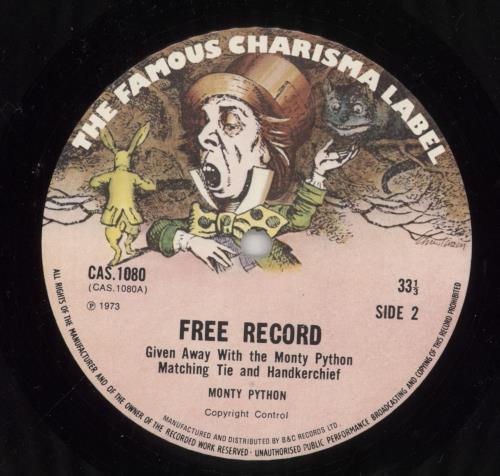 THE FAMOUS CHARISMA LABEL
CAS.1080
(CAS.1080A)
℗ 1973
33 1/3
SIDE 2
FREE RECORD
Given Away With the Monty Python
Matching Tie and Handkerchief
MONTY PYTHON
Copyright Control
MANUFACTURED AND DISTRIBUTED BY B&C RECORDS LTD.
ALL RIGHTS OF THE MANUFACTURER AND OF THE OWNER OF THE RECORDED WORK RESERVED - UNAUTHORISED PUBLIC PERFORMANCE BROADCASTING AND COPYING OF THIS RECORD PROHIBITED